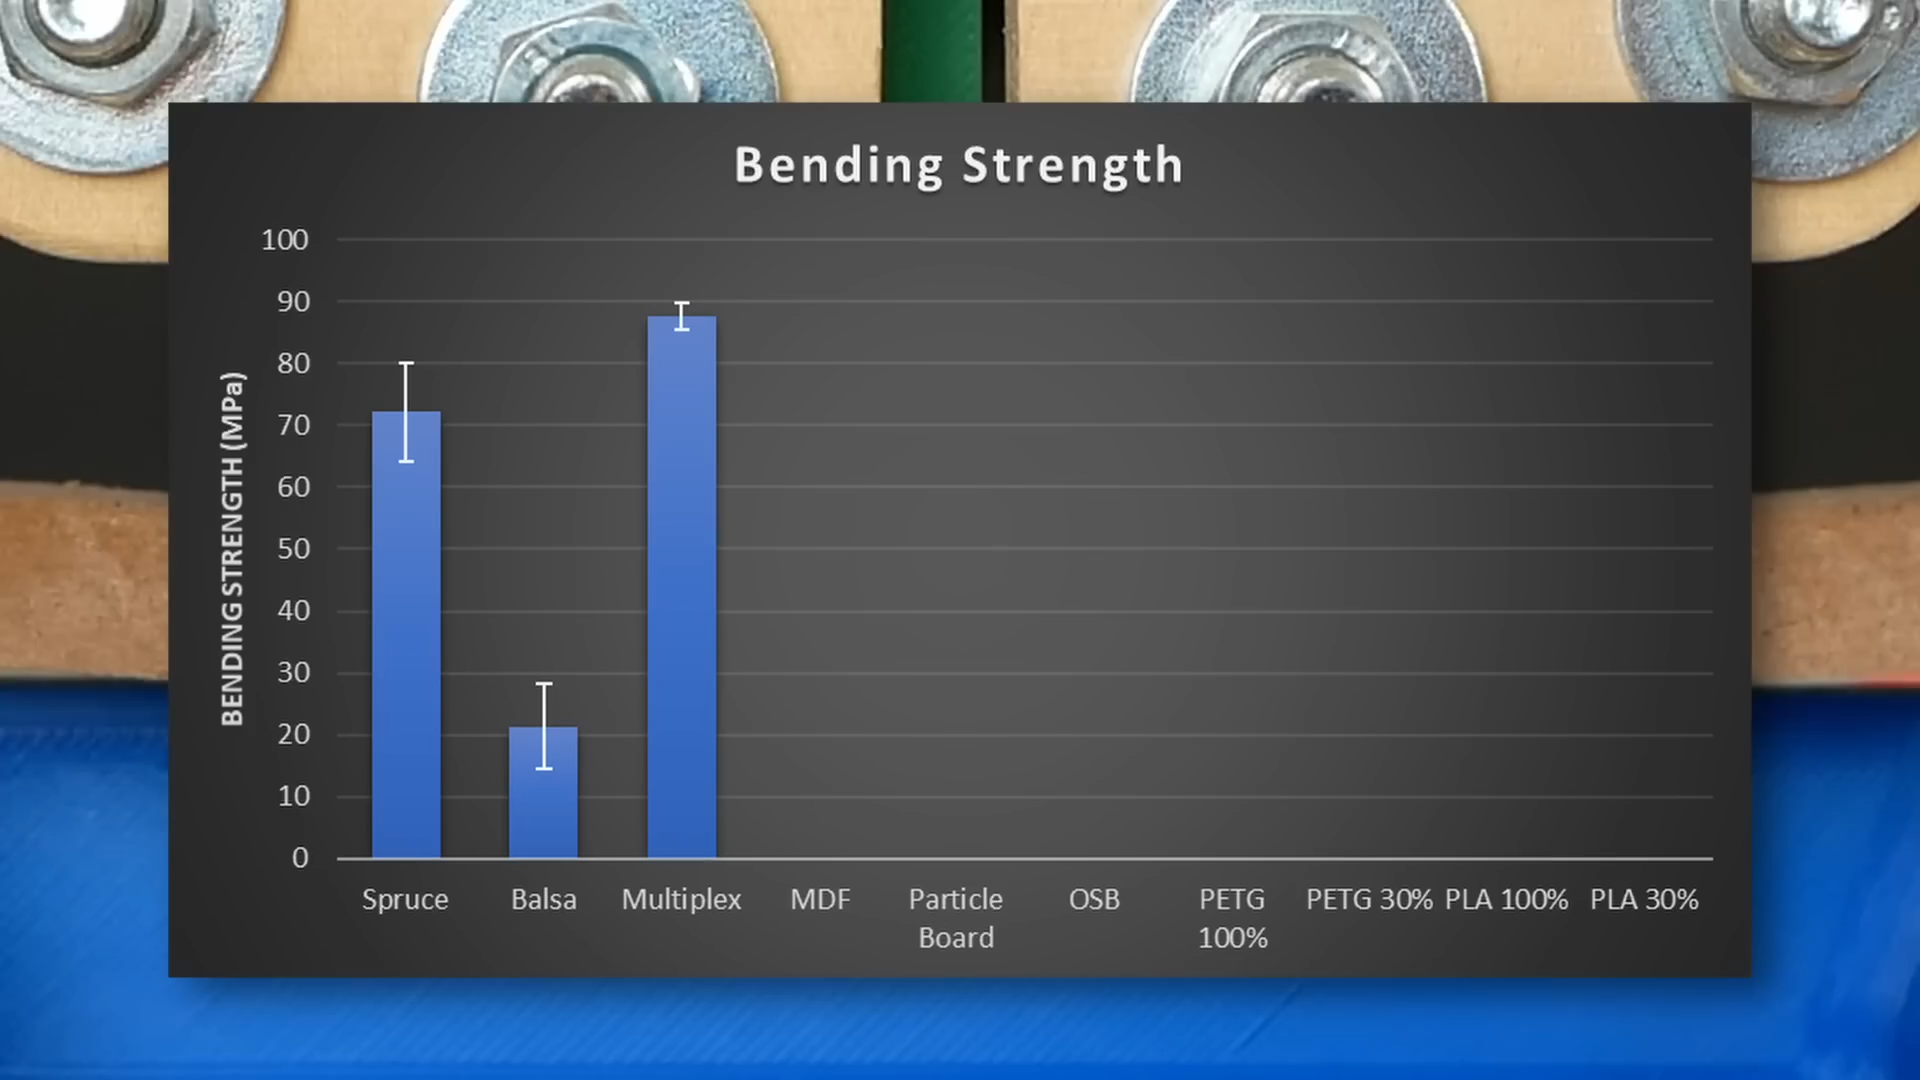 Bending Strength
100
90
80
70
60
50
40
30
20
10
0
BENDING STRENGTH (MPa)
Spruce
Balsa
Multiplex
MDF
Particle
Board
OSB
PETG
100%
PETG 30%
PLA 100%
PLA 30%